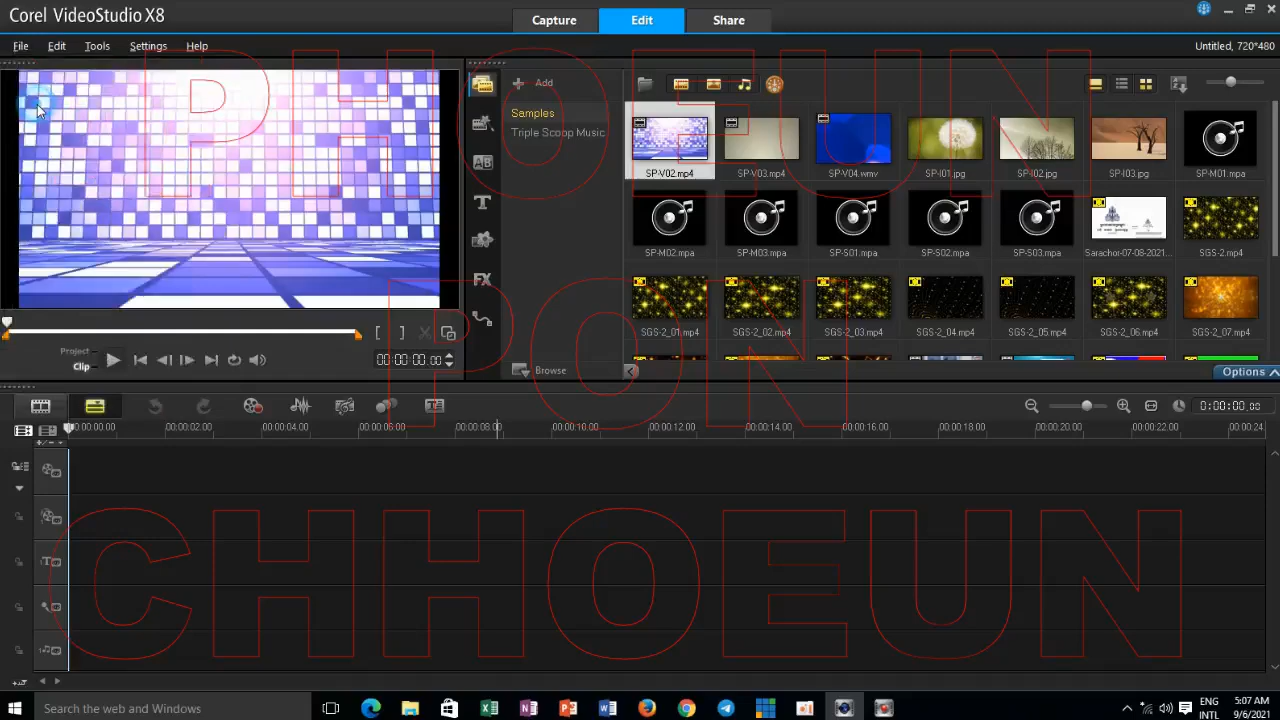 Corel VideoStudio X8
Capture
Edit
Share
File
Edit
Tools
Settings
Help
Untitled, 720*480
PHOEUN
PON
CHHOEUN
Add
Samples
Triple Scoop Music
Browse
SP-V02.mp4
SP-V03.mp4
SP-V04.wmv
SP-I01.jpg
SP-I02.jpg
SP-I03.jpg
SP-M01.mpa
SP-M02.mpa
SP-M03.mpa
SP-S01.mpa
SP-S02.mpa
SP-S03.mpa
Sarachor-07-08-2021...
SGS-2.mp4
SGS-2_01.mp4
SGS-2_02.mp4
SGS-2_03.mp4
SGS-2_04.mp4
SGS-2_05.mp4
SGS-2_06.mp4
SGS-2_07.mp4
AB
T
FX
Options
Project
Clip
00:00:00.00
0:00:00.00
00:00:00.00
00:00:02.00
00:00:04.00
00:00:06.00
00:00:08.00
00:00:10.00
00:00:12.00
00:00:14.00
00:00:16.00
00:00:18.00
00:00:20.00
00:00:22.00
00:00:24
Search the web and Windows
ENG
INTL
5:07 AM
9/6/2021